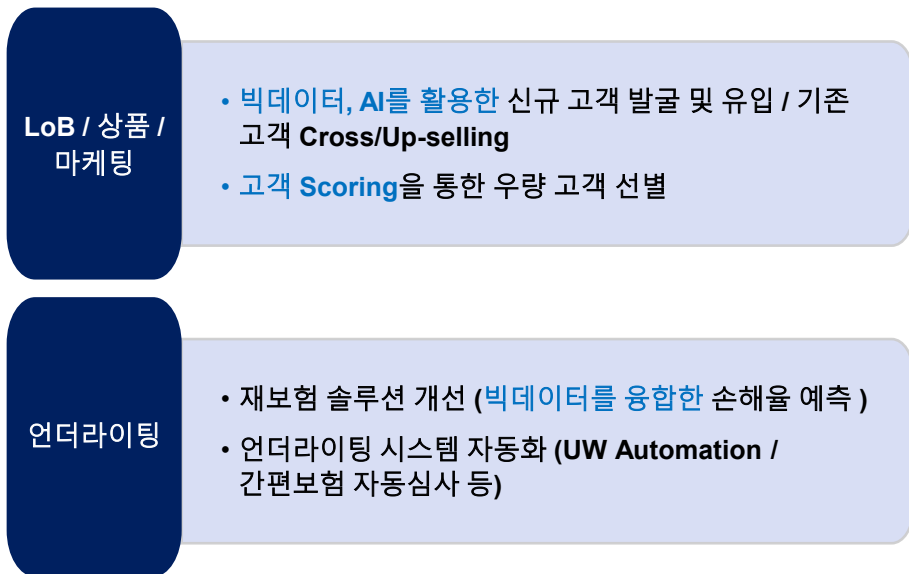 LoB / 상품 /
마케팅
• 빅데이터, AI를 활용한 신규 고객 발굴 및 유입 / 기존
고객 Cross/Up-selling
• 고객 Scoring을 통한 우량 고객 선별
언더라이팅
• 재보험 솔루션 개선 (빅데이터를 융합한 손해율 예측 )
• 언더라이팅 시스템 자동화 (UW Automation /
간편보험 자동심사 등)